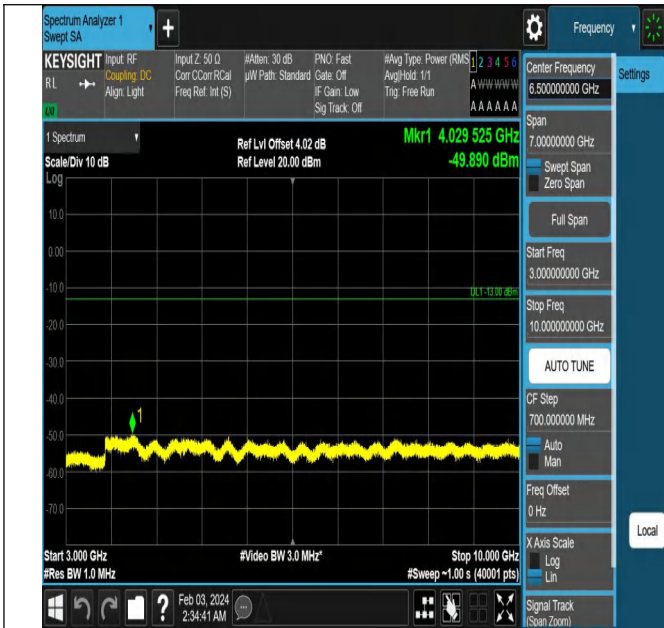 Spectrum Analyzer 1
Swept SA
+
Frequency
KEYSIGHT
RL
LXI
Input: RF
Coupling: DC
Align: Light
Input Z: 50 Ω
Corr CCorr RCal
Freq Ref: Int (S)
#Atten: 30 dB
µW Path: Standard
PNO: Fast
Gate: Off
IF Gain: Low
Sig Track: Off
#Avg Type: Power (RMS
Avg|Hold: 1/1
Trig: Free Run
1 2 3 4 5 6
A W W W W W
A A A A A A
Center Frequency
6.500000000 GHz
Settings
Span
7.00000000 GHz
Swept Span
Zero Span
Full Span
Start Freq
3.000000000 GHz
Stop Freq
10.000000000 GHz
AUTO TUNE
CF Step
700.000000 MHz
Auto
Man
Freq Offset
0 Hz
X Axis Scale
Log
Lin
Signal Track
(Span Zoom)
Local
1 Spectrum
Scale/Div 10 dB
Log
Ref Lvl Offset 4.02 dB
Ref Level 20.00 dBm
Mkr1 4.029 525 GHz
-49.890 dBm
10.0
0.00
-10.0
DL1 -13.00 dBm
-20.0
-30.0
-40.0
1
-50.0
-60.0
-70.0
Start 3.000 GHz
#Video BW 3.0 MHz*
Stop 10.000 GHz
#Res BW 1.0 MHz
#Sweep ~1.00 s (40001 pts)
?
Feb 03, 2024
2:34:41 AM